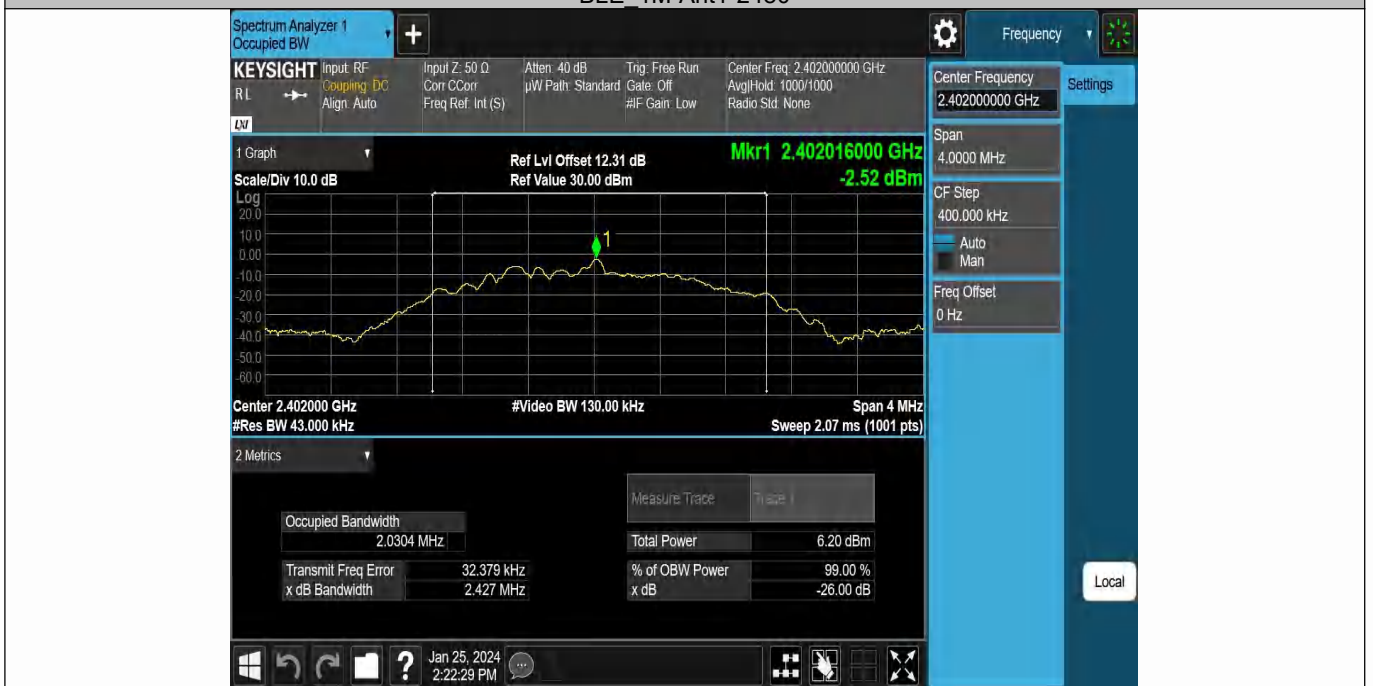 Spectrum Analyzer 1
Occupied BW
+
Frequency
KEYSIGHT
RL
LXI
Input: RF
Coupling: DC
Align: Auto
Input Z: 50 Ω
Corr CCorr
Freq Ref: Int (S)
Atten: 40 dB
µW Path: Standard
Trig: Free Run
Gate: Off
#IF Gain: Low
Center Freq: 2.402000000 GHz
Avg|Hold: 1000/1000
Radio Std: None
Center Frequency
2.402000000 GHz
Settings
Span
4.0000 MHz
CF Step
400.000 kHz
Auto
Man
Freq Offset
0 Hz
Local
1 Graph
Scale/Div 10.0 dB
Ref Lvl Offset 12.31 dB
Ref Value 30.00 dBm
Mkr1 2.402016000 GHz
-2.52 dBm
Log
20.0
10.0
0.00
-10.0
-20.0
-30.0
-40.0
-50.0
-60.0
1
Center 2.402000 GHz
#Video BW 130.00 kHz
Span 4 MHz
#Res BW 43.000 kHz
Sweep 2.07 ms (1001 pts)
2 Metrics
Measure Trace
Trace 1
Occupied Bandwidth
2.0304 MHz
Total Power 6.20 dBm
Transmit Freq Error 32.379 kHz
% of OBW Power 99.00 %
x dB Bandwidth 2.427 MHz
x dB -26.00 dB
?
Jan 25, 2024
2:22:29 PM